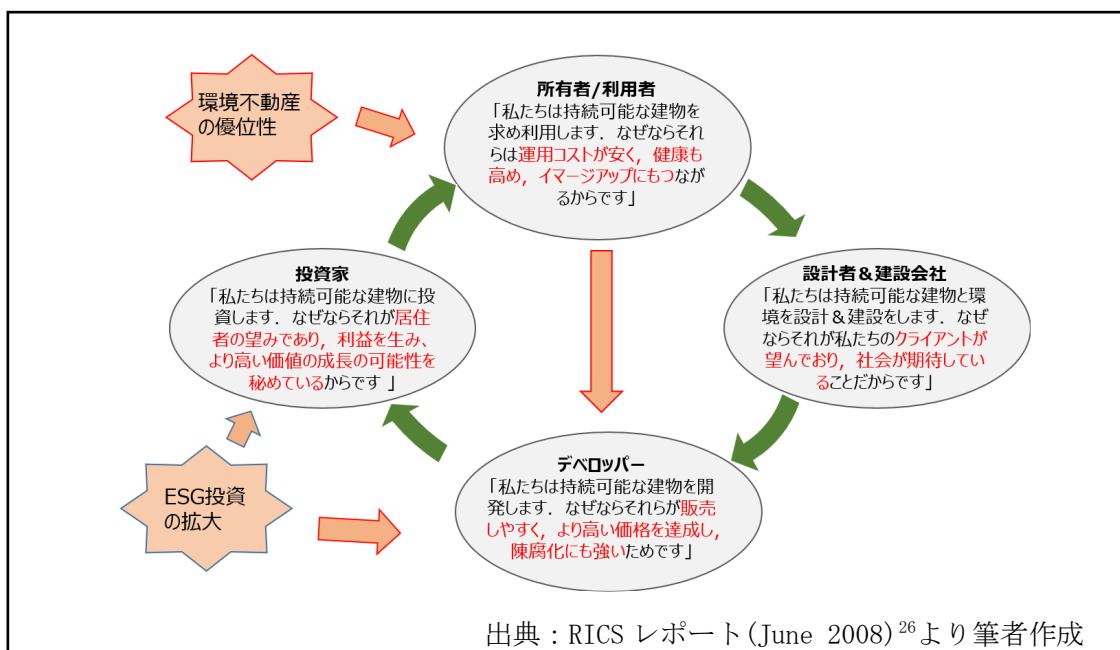 環境不動産
の優位性
所有者/利用者
「私たちは持続可能な建物を
求め利用します．なぜならそれ
らは運用コストが安く，健康も
高め，イマージアップにもつなが
るからです」
投資家
「私たちは持続可能な建物に投
資します．なぜならそれが居住
者の望みであり，利益を生み、
より高い価値の成長の可能性を
秘めているからです 」
設計者＆建設会社
「私たちは持続可能な建物と環
境を設計＆建設をします．なぜ
ならそれが私たちのクライアントが
望んでおり，社会が期待してい
ることだからです」
ESG投資
の拡大
デベロッパー
「私たちは持続可能な建物を開
発します．なぜならそれらが販売
しやすく，より高い価格を達成し，
陳腐化にも強いためです」
出典：RICS レポート(June 2008)26より筆者作成